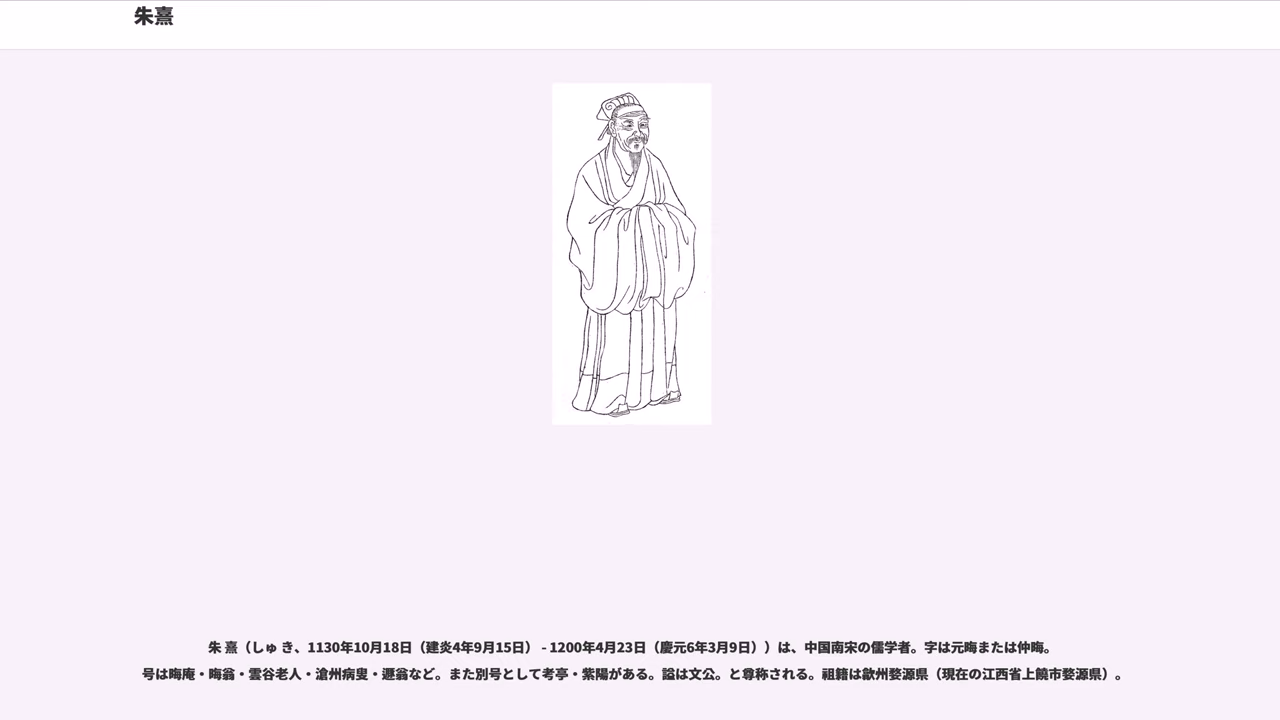 朱熹
朱 熹（しゅ き、1130年10月18日（建炎4年9月15日） - 1200年4月23日（慶元6年3月9日））は、中国南宋の儒学者。字は元晦または仲晦。
号は晦庵・晦翁・雲谷老人・滄州病叟・遯翁など。また別号として考亭・紫陽がある。諡は文公。と尊称される。祖籍は歙州婺源県（現在の江西省上饒市婺源県）。